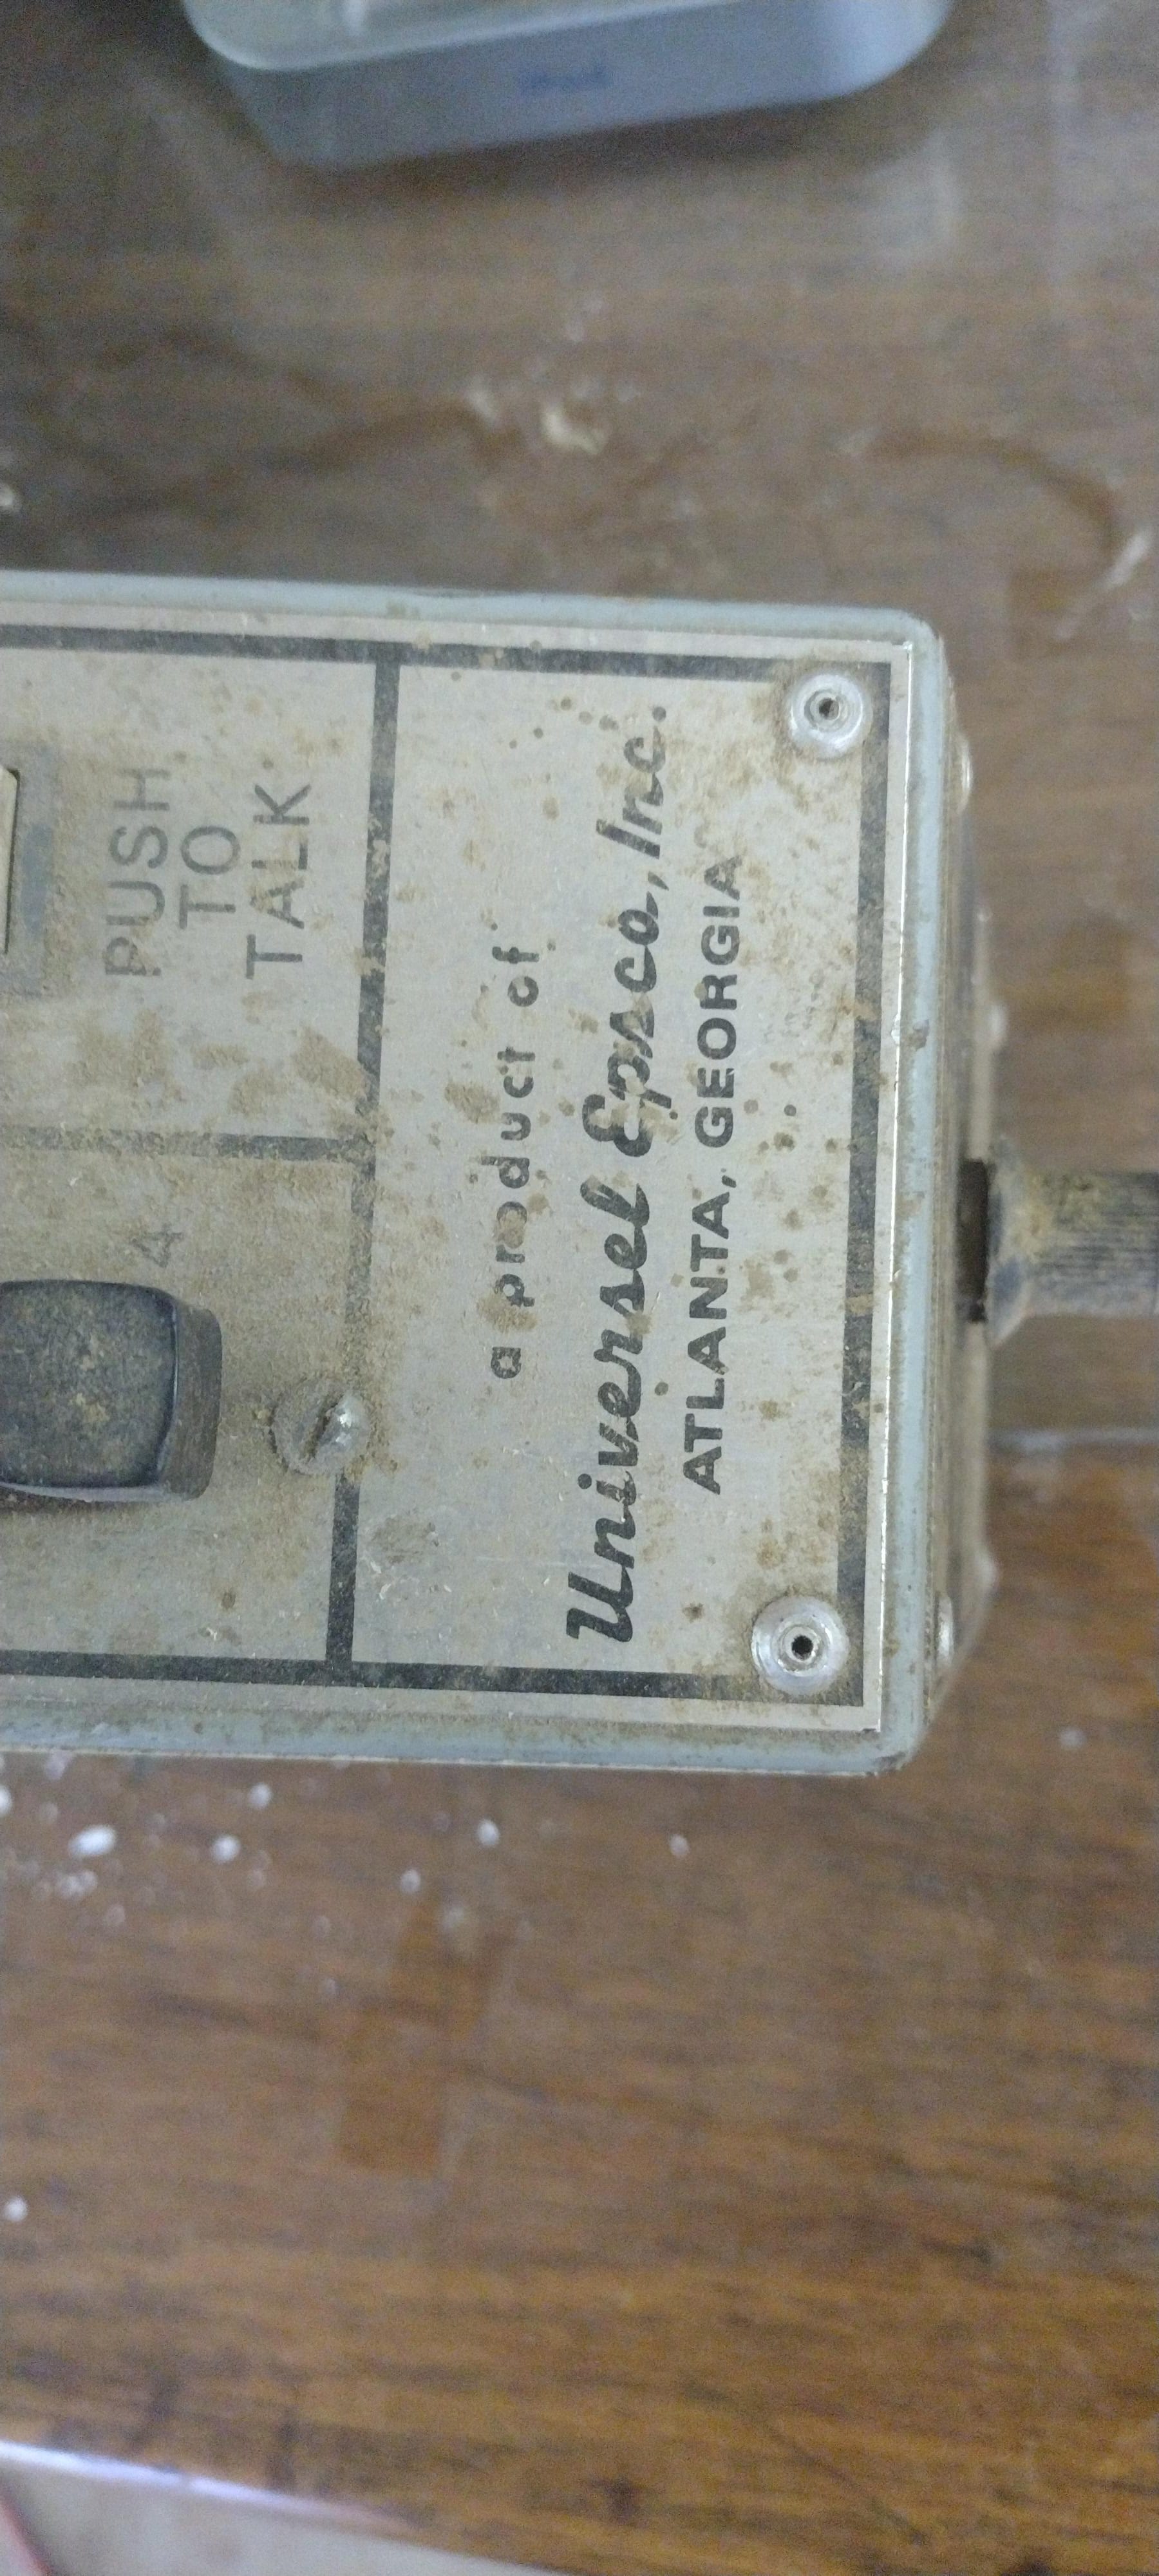 PUSH
TO
TALK
4
a product of
Universel Epsco, Inc.
ATLANTA, GEORGIA